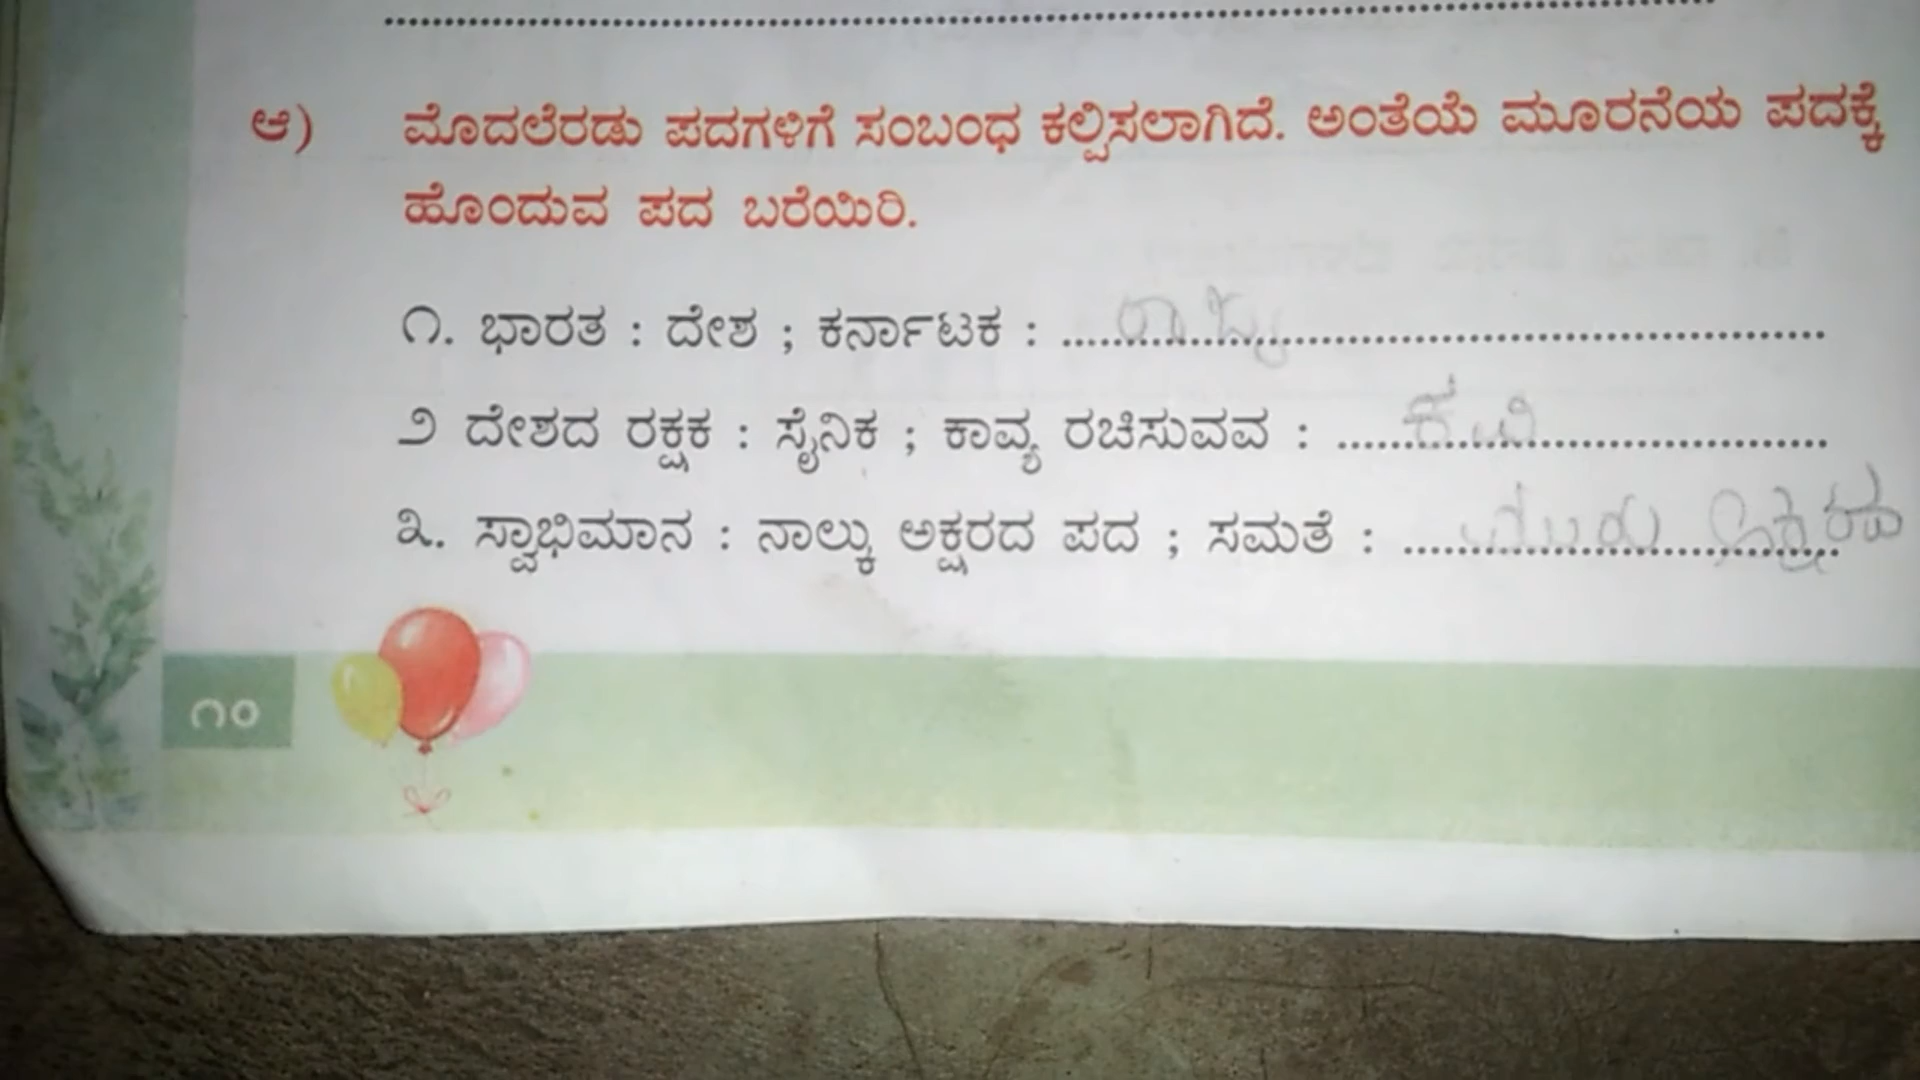 ಆ) ಮೊದಲೆರಡು ಪದಗಳಿಗೆ ಸಂಬಂಧ ಕಲ್ಪಿಸಲಾಗಿದೆ. ಅಂತೆಯೆ ಮೂರನೆಯ ಪದಕ್ಕೆ
ಹೊಂದುವ ಪದ ಬರೆಯಿರಿ.
೧. ಭಾರತ : ದೇಶ ; ಕರ್ನಾಟಕ : ರಾಜ್ಯ
೨ ದೇಶದ ರಕ್ಷಕ : ಸೈನಿಕ ; ಕಾವ್ಯ ರಚಿಸುವವ : ಕವಿ
೩. ಸ್ವಾಭಿಮಾನ : ನಾಲ್ಕು ಅಕ್ಷರದ ಪದ ; ಸಮತೆ :
೧೦